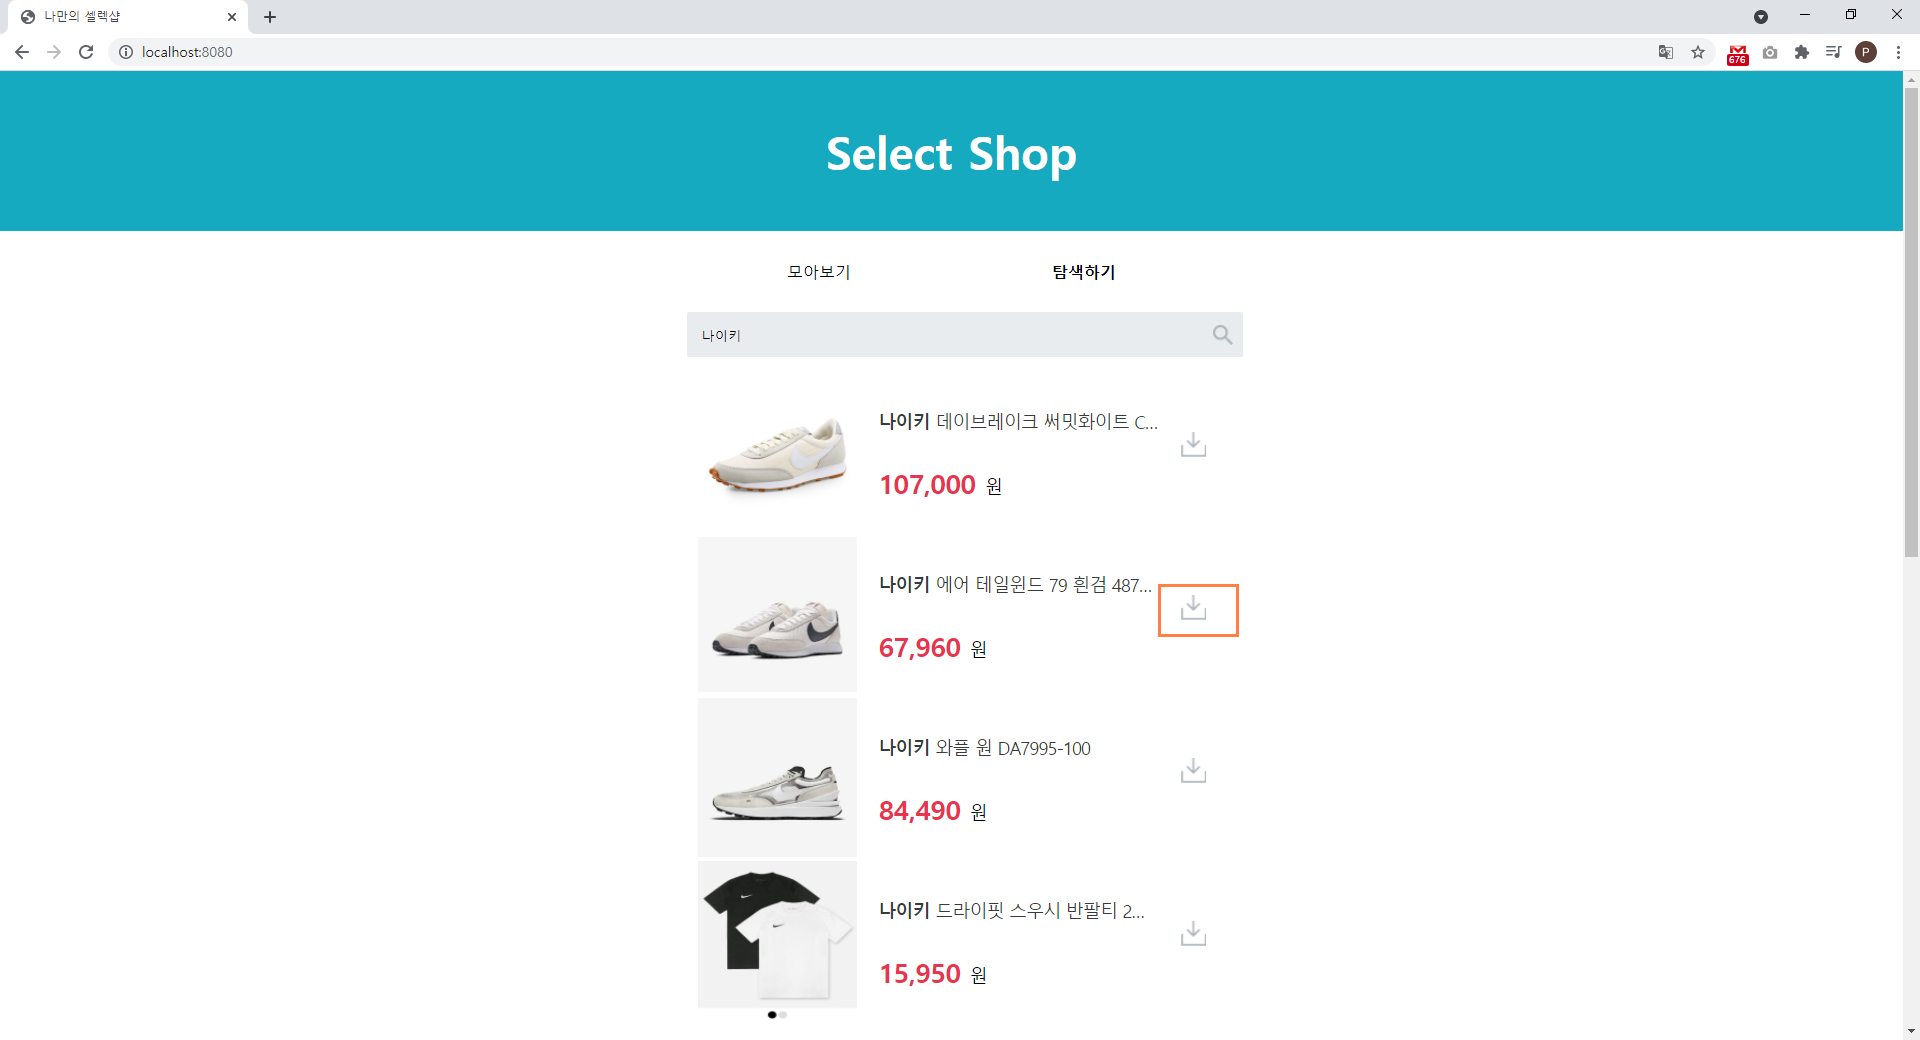 나만의 셀렉샵
localhost:8080
676
P
Select Shop
모아보기
탐색하기
나이키
나이키 데이브레이크 써밋화이트 C...
107,000 원
나이키 에어 테일윈드 79 흰검 487...
67,960 원
나이키 와플 원 DA7995-100
84,490 원
나이키 드라이핏 스우시 반팔티 2...
15,950 원